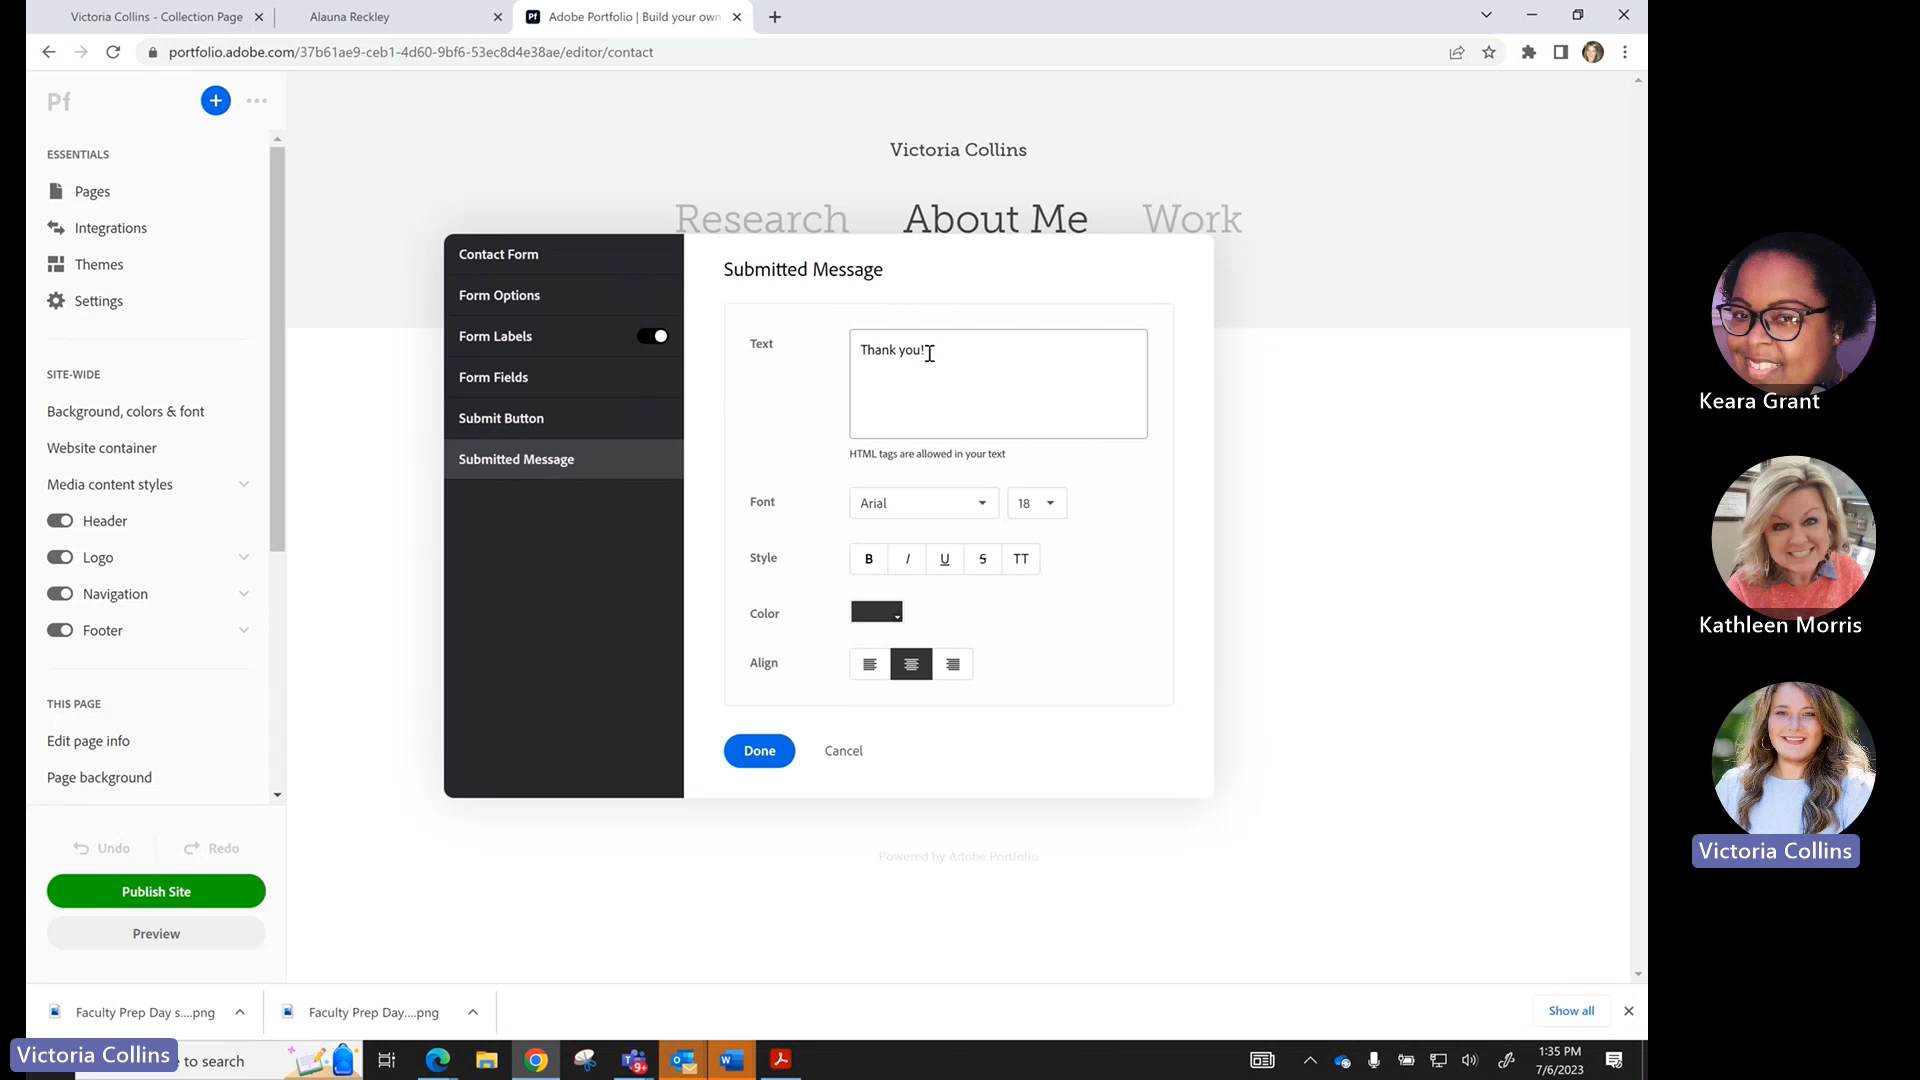 Victoria Collins - Collection Page
Alauna Reckley
Pf Adobe Portfolio | Build your own
portfolio.adobe.com/37b61ae9-ceb1-4d60-9bf6-53ec8d4e38ae/editor/contact
Pf
ESSENTIALS
Pages
Integrations
Themes
Settings
SITE-WIDE
Background, colors & font
Website container
Media content styles
Header
Logo
Navigation
Footer
THIS PAGE
Edit page info
Page background
Undo Redo
Publish Site
Preview
Victoria Collins
Research About Me Work
Contact Form
Form Options
Form Labels
Form Fields
Submit Button
Submitted Message
Submitted Message
Text
Thank you!
HTML tags are allowed in your text
Font Arial 18
Style B I U S TT
Color
Align
Done Cancel
Powered by Adobe Portfolio
Keara Grant
Kathleen Morris
Victoria Collins
Faculty Prep Day s....png
Faculty Prep Day....png
Show all
Victoria Collins
e to search
9+
1:35 PM
7/6/2023